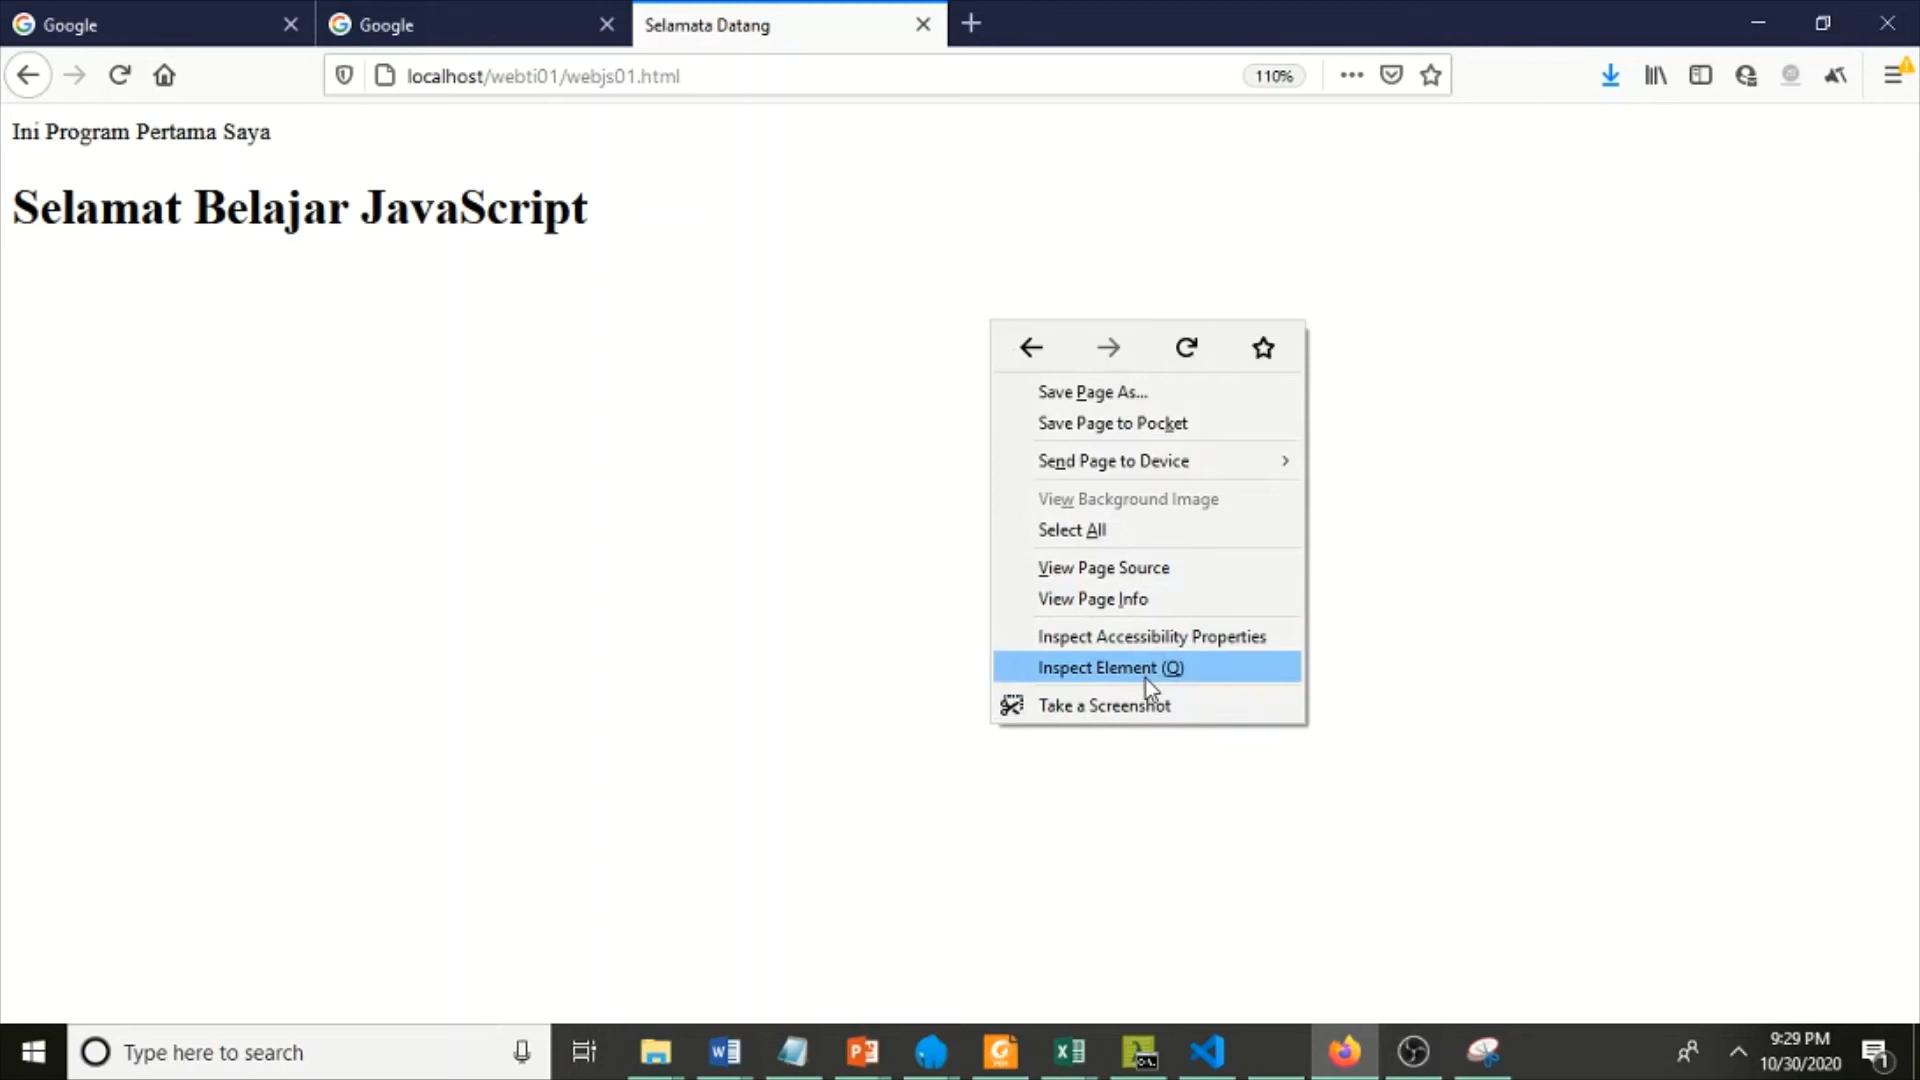 Google
Google
Selamata Datang
localhost/webti01/webjs01.html
110%
Ini Program Pertama Saya
Selamat Belajar JavaScript
Save Page As...
Save Page to Pocket
Send Page to Device
View Background Image
Select All
View Page Source
View Page Info
Inspect Accessibility Properties
Inspect Element (Q)
Take a Screenshot
Type here to search
9:29 PM
10/30/2020
1